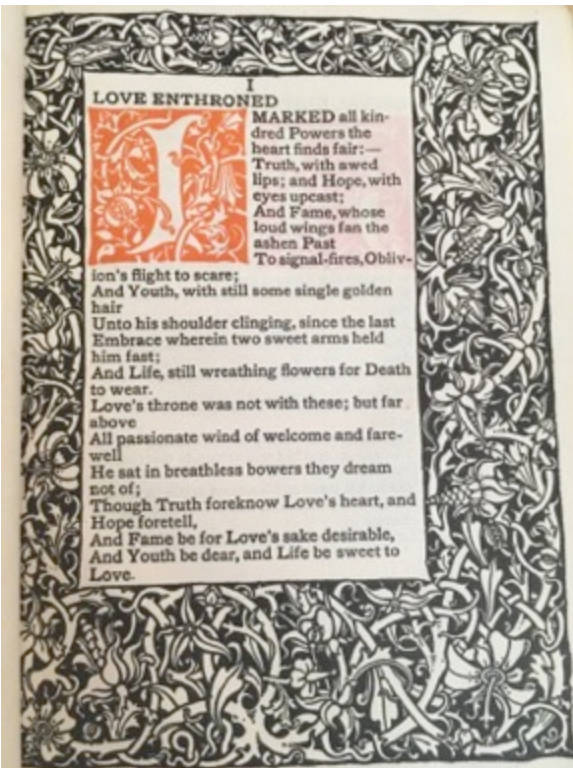 I
LOVE ENTHRONED
I MARKED all kin-
dred Powers the
heart finds fair:—
Truth, with awed
lips; and Hope, with
eyes upcast;
And Fame, whose
loud wings fan the
ashen Past
To signal-fires, Obliv-
ion's flight to scare;
And Youth, with still some single golden
hair
Unto his shoulder clinging, since the last
Embrace wherein two sweet arms held
him fast;
And Life, still wreathing flowers for Death
to wear.
Love's throne was not with these; but far
above
All passionate wind of welcome and fare-
well
He sat in breathless bowers they dream
not of;
Though Truth foreknow Love's heart, and
Hope foretell,
And Fame be for Love's sake desirable,
And Youth be dear, and Life be sweet to
Love.